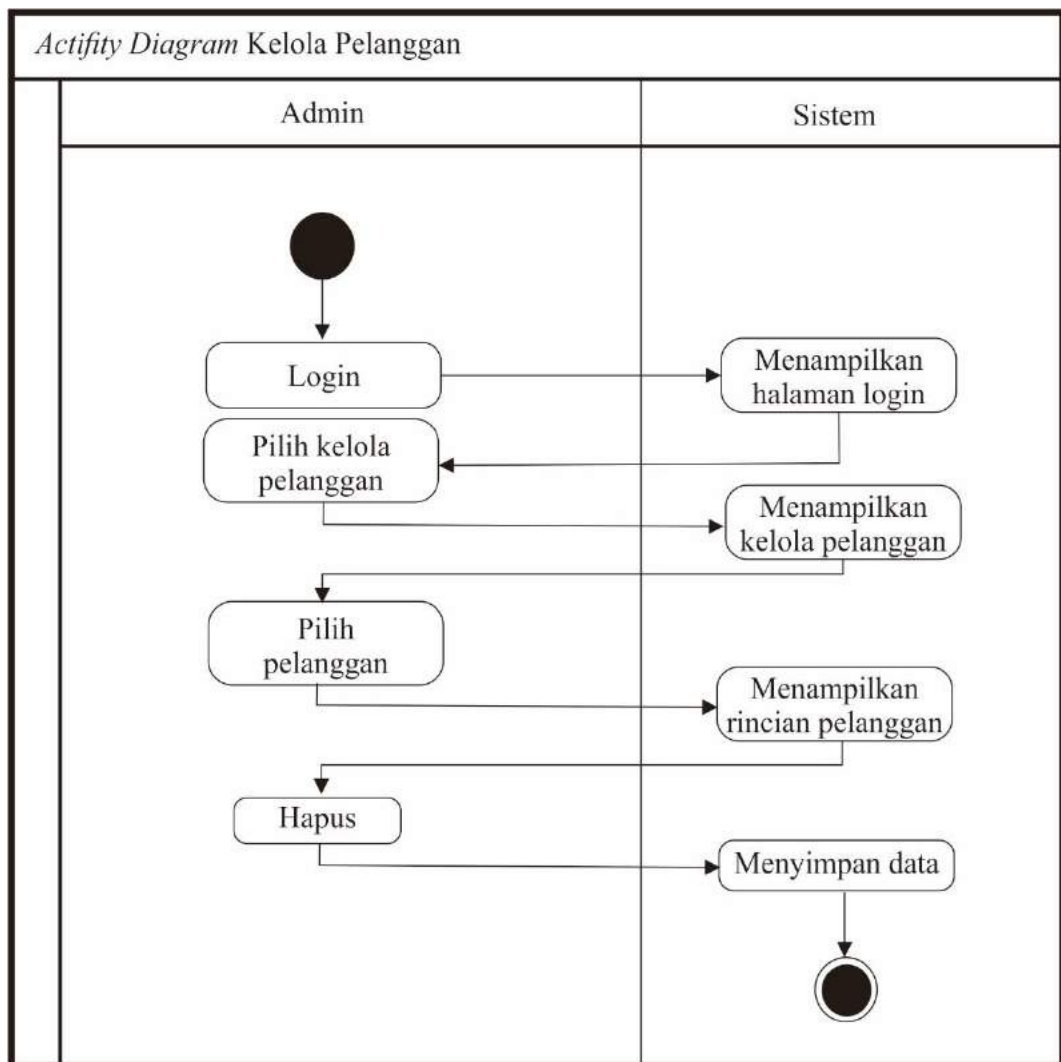 Actifity Diagram Kelola Pelanggan
Admin
Sistem
Login
Menampilkan
halaman login
Pilih kelola
pelanggan
Menampilkan
kelola pelanggan
Pilih
pelanggan
Menampilkan
rincian pelanggan
Hapus
Menyimpan data